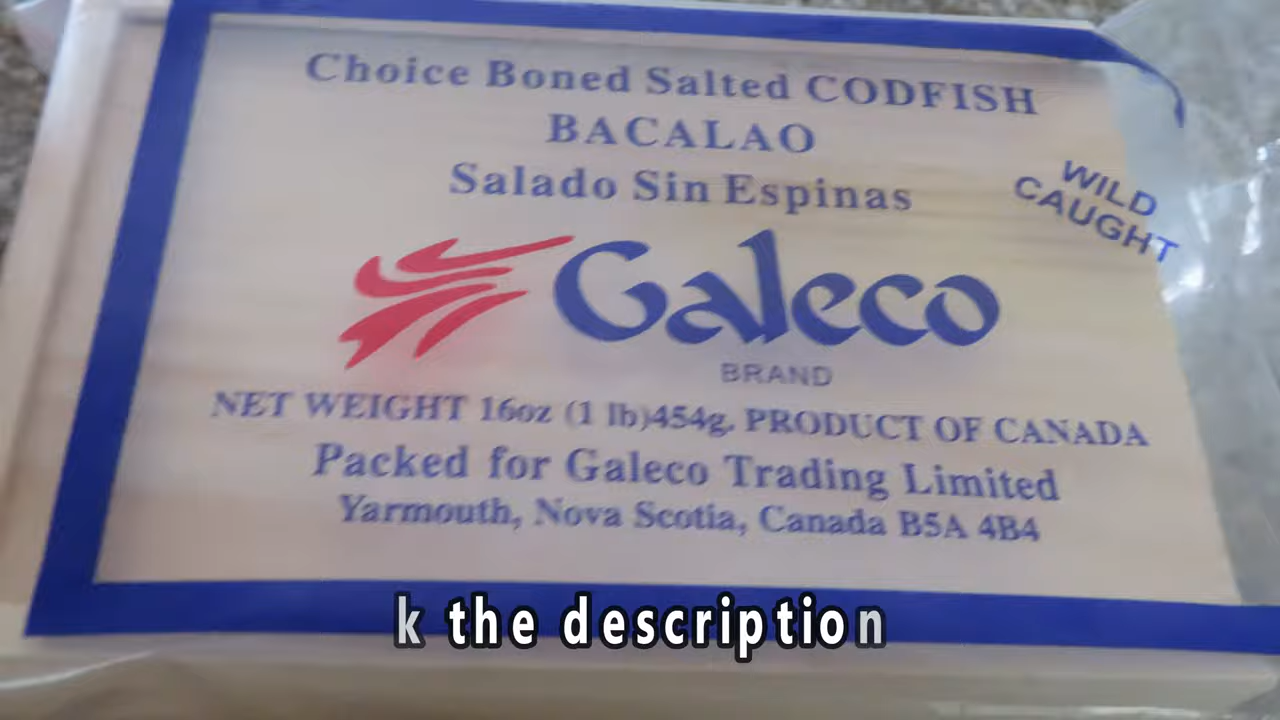 Choice Boned Salted CODFISH
BACALAO
Salado Sin Espinas
WILD
CAUGHT
Galeco
BRAND
NET WEIGHT 16oz (1 lb)454g, PRODUCT OF CANADA
Packed for Galeco Trading Limited
Yarmouth, Nova Scotia, Canada B5A 4B4
k the description